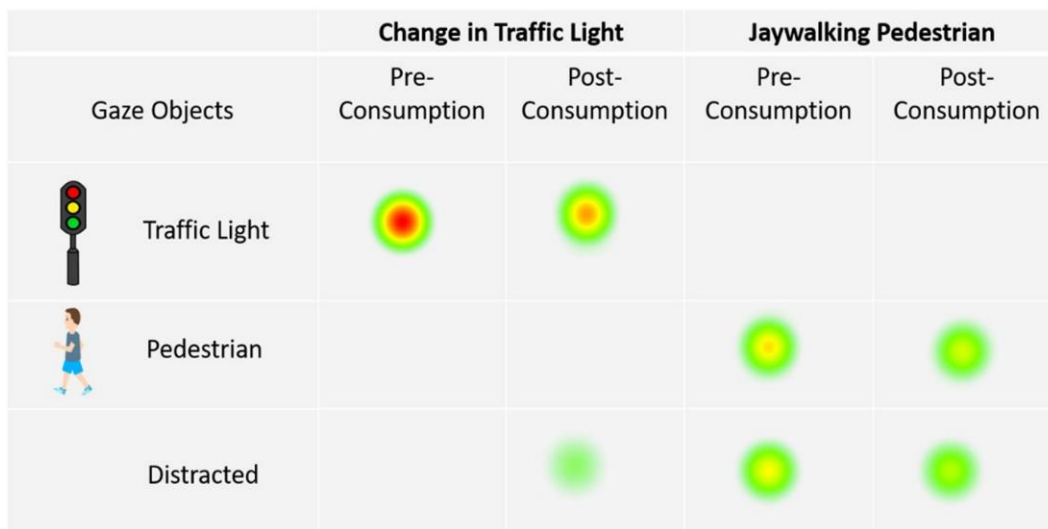 Change in Traffic Light Jaywalking Pedestrian
Gaze Objects
Pre-
Consumption
Post-
Consumption
Pre-
Consumption
Post-
Consumption
Traffic Light
Pedestrian
Distracted